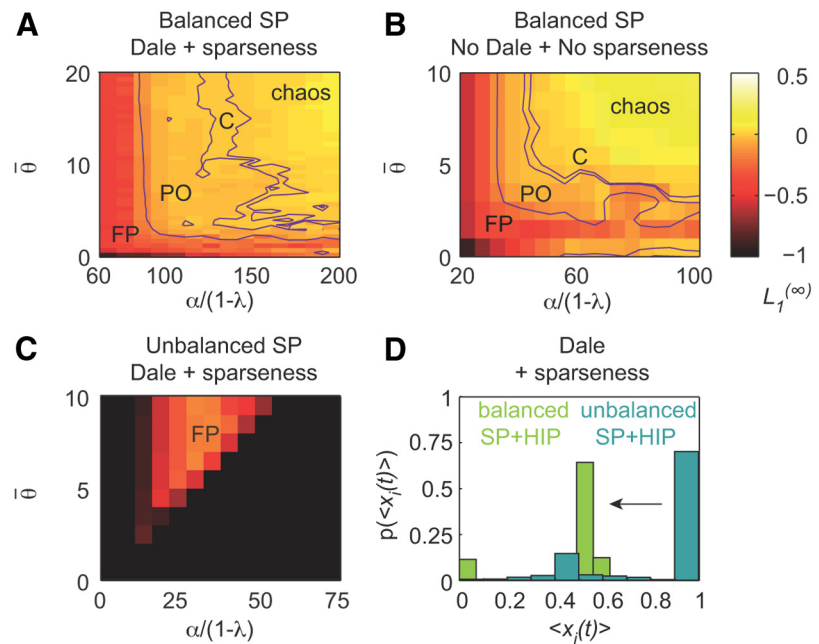 A
Balanced SP
Dale + sparseness
20
10
0
θ̅
chaos
C
PO
FP
60
100
150
200
α/(1-λ)
B
Balanced SP
No Dale + No sparseness
10
5
0
θ̅
chaos
C
PO
FP
20
60
100
α/(1-λ)
0.5
0
−0.5
−1
L₁⁽∞⁾
C
Unbalanced SP
Dale + sparseness
10
5
0
θ̅
FP
0
25
50
75
α/(1-λ)
D
Dale
+ sparseness
1
0.75
0.5
0.25
0
p(<xᵢ(t)>)
balanced
SP+HIP
unbalanced
SP+HIP
0
0.2
0.4
0.6
0.8
1
<xᵢ(t)>